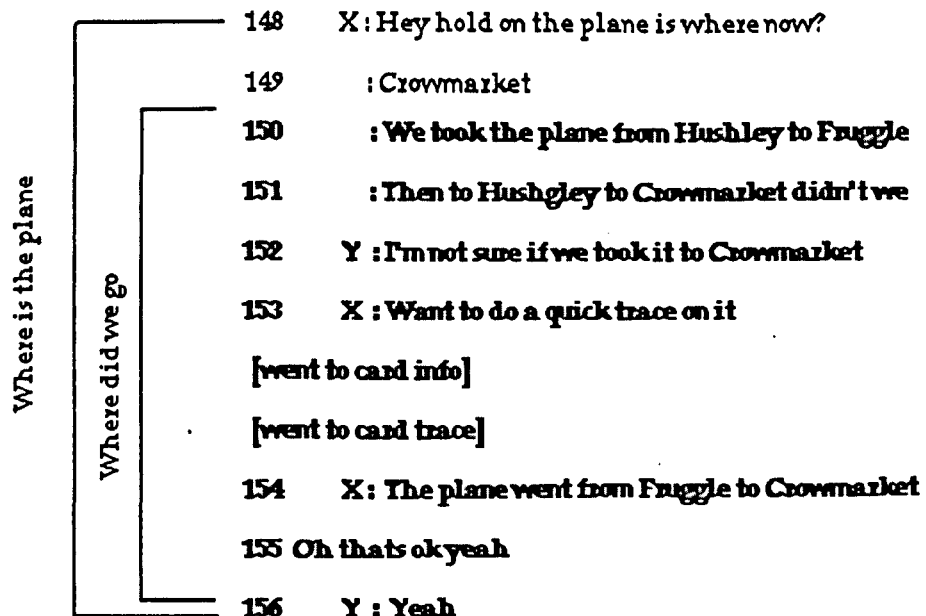 Where is the plane
Where did we go
148 X: Hey hold on the plane is where now?
149 : Crowmarket
150 : We took the plane from Hushley to Fruggle
151 : Then to Hushgley to Crowmarket didn't we
152 Y : I'm not sure if we took it to Crowmarket
153 X : Want to do a quick trace on it
[went to card info]
[went to card trace]
154 X: The plane went from Fruggle to Crowmarket
155 Oh thats ok yeah
156 Y : Yeah